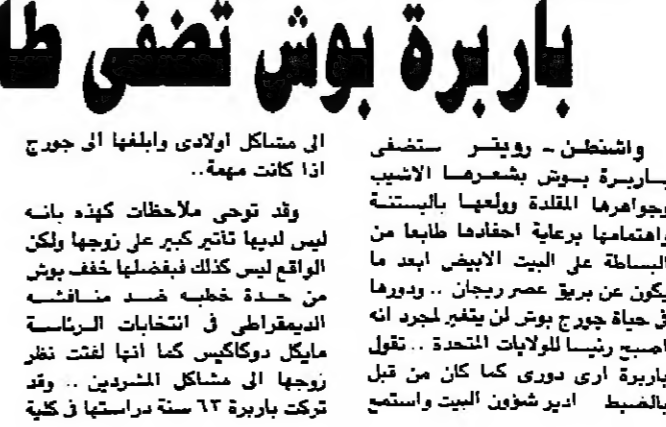 باربرة بوش تضفى طا
واشنطن ـ رويتر ستضفى
باربرة بوش بشعرها الاشيب
وجواهرها المقلدة وولعها بالبستنة
واهتمامها برعاية احفادها طابعا من
البساطة على البيت الابيض ابعد ما
يكون عن بريق عصر ريجان .. ودورها
في حياة جورج بوش لن يتغير لمجرد انه
اصبح رئيسا للولايات المتحدة .. تقول
باربرة ارى دورى كما كان من قبل
بالضبط ادير شؤون البيت واستمع
الى مشاكل اولادى وابلغها الى جورج
اذا كانت مهمة ..
وقد توحى ملاحظات كهذه بانه
ليس لديها تأثير كبير على زوجها ولكن
الواقع ليس كذلك فبفضلها خفف بوش
من حدة خطبه ضد منافسه
الديمقراطى فى انتخابات الرئاسة
مايكل دوكاكيس كما انها لفتت نظر
زوجها الى مشاكل المشردين .. وقد
تركت باربرة ٦٣ سنة دراستها فى كلية